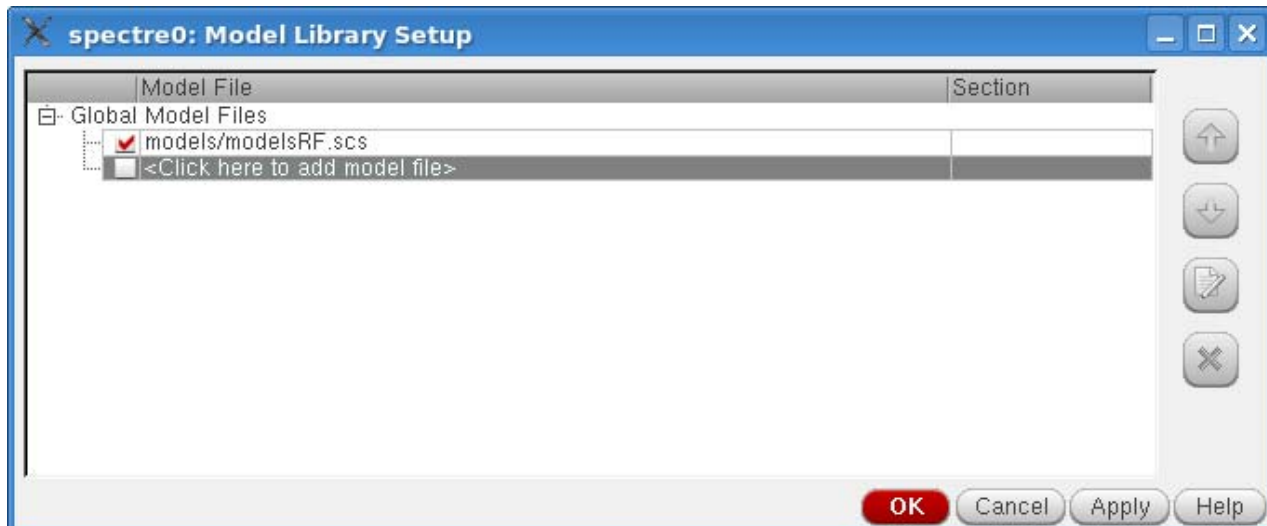 spectre0: Model Library Setup
Model File Section
Global Model Files
models/modelsRF.scs
<Click here to add model file>
OK Cancel Apply Help